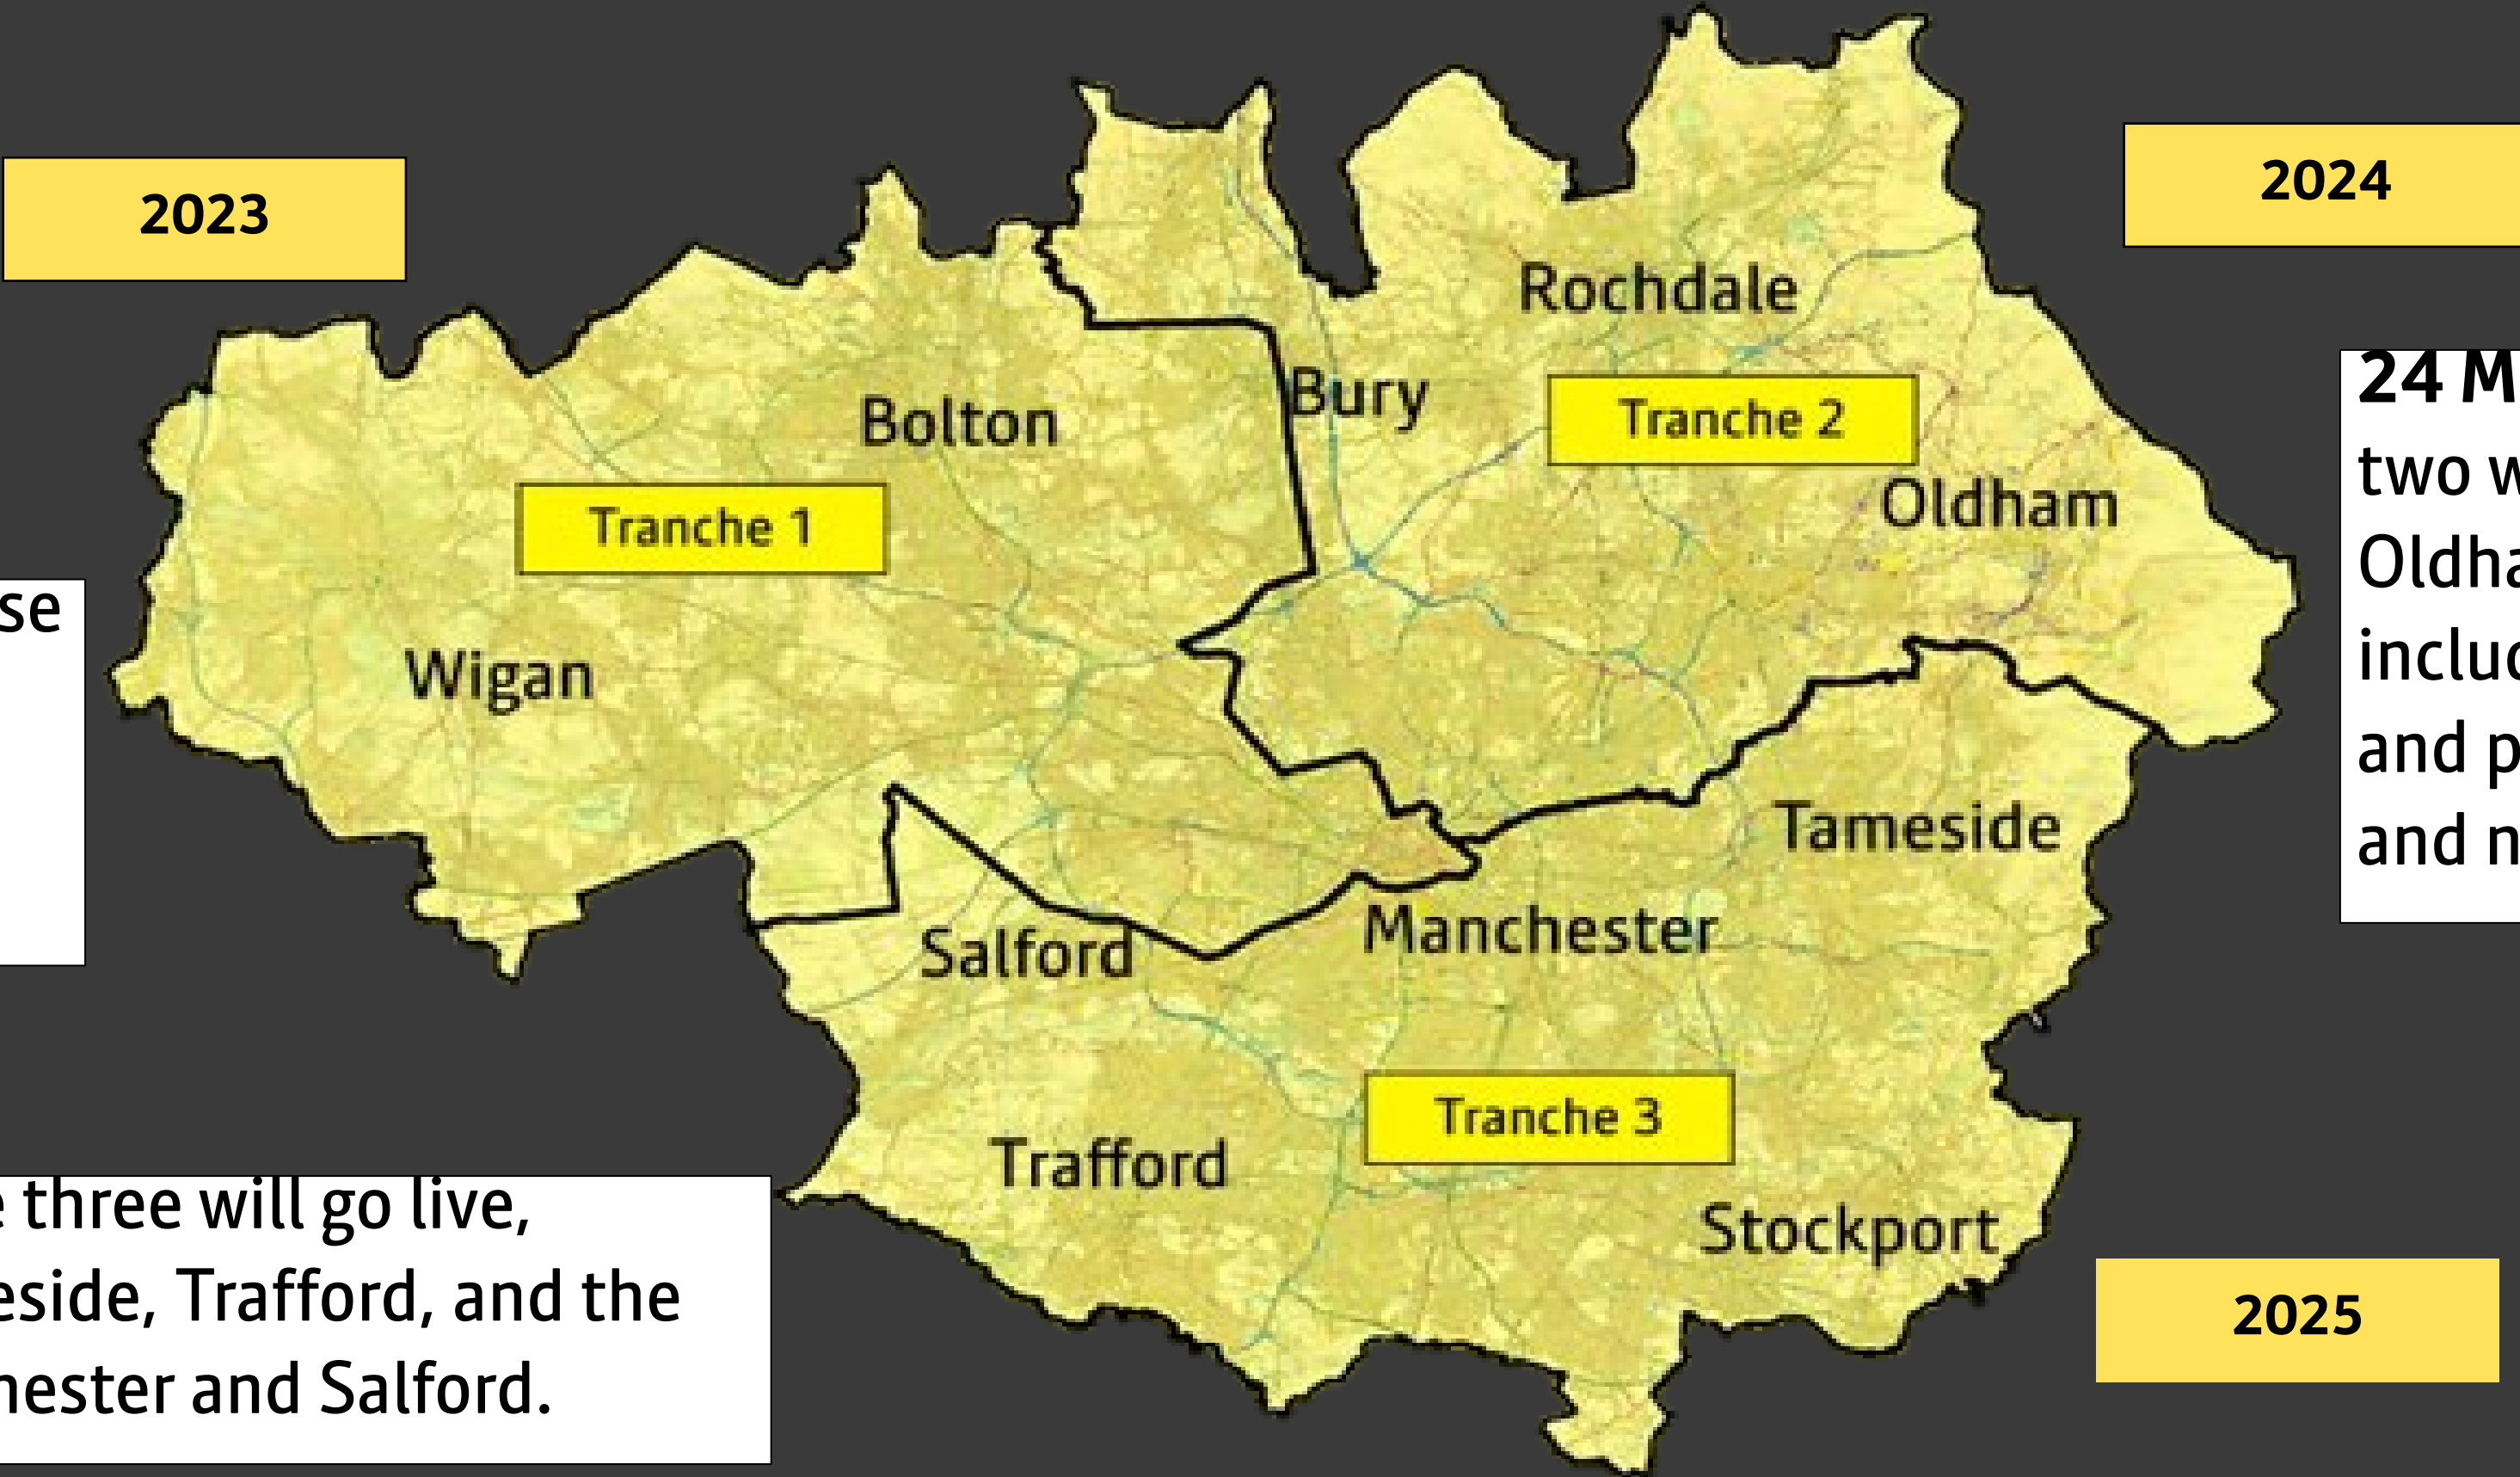 2023
2024
Rochdale
Bury
Bolton
Tranche 2
Tranche 1
Oldham
Wigan
Tameside
Manchester
Salford
Tranche 3
Trafford
Stockport
2025
se
24 M
two w
Oldha
includ
and p
and n
e three will go live,
eside, Trafford, and the
hester and Salford.